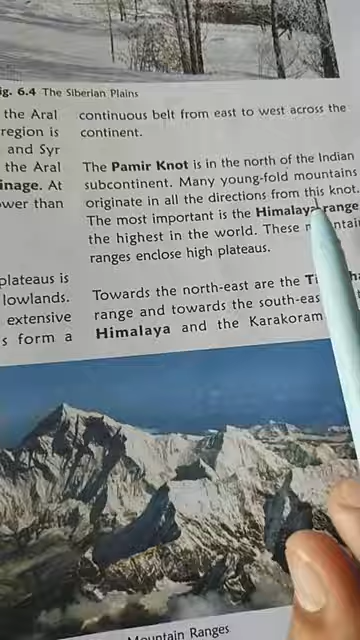 ig. 6.4 The Siberian Plains
the Aral
region is
and Syr
the Aral
inage. At
ower than
plateaus is
lowlands.
extensive
s form a
continuous belt from east to west across the
continent.
The Pamir Knot is in the north of the Indian
subcontinent. Many young-fold mountains
originate in all the directions from this knot.
The most important is the Himalaya range
the highest in the world. These
ranges enclose high plateaus.
Towards the north-east are the
range and towards the south-eas
Himalaya and the Karakoram
Mountain Ranges